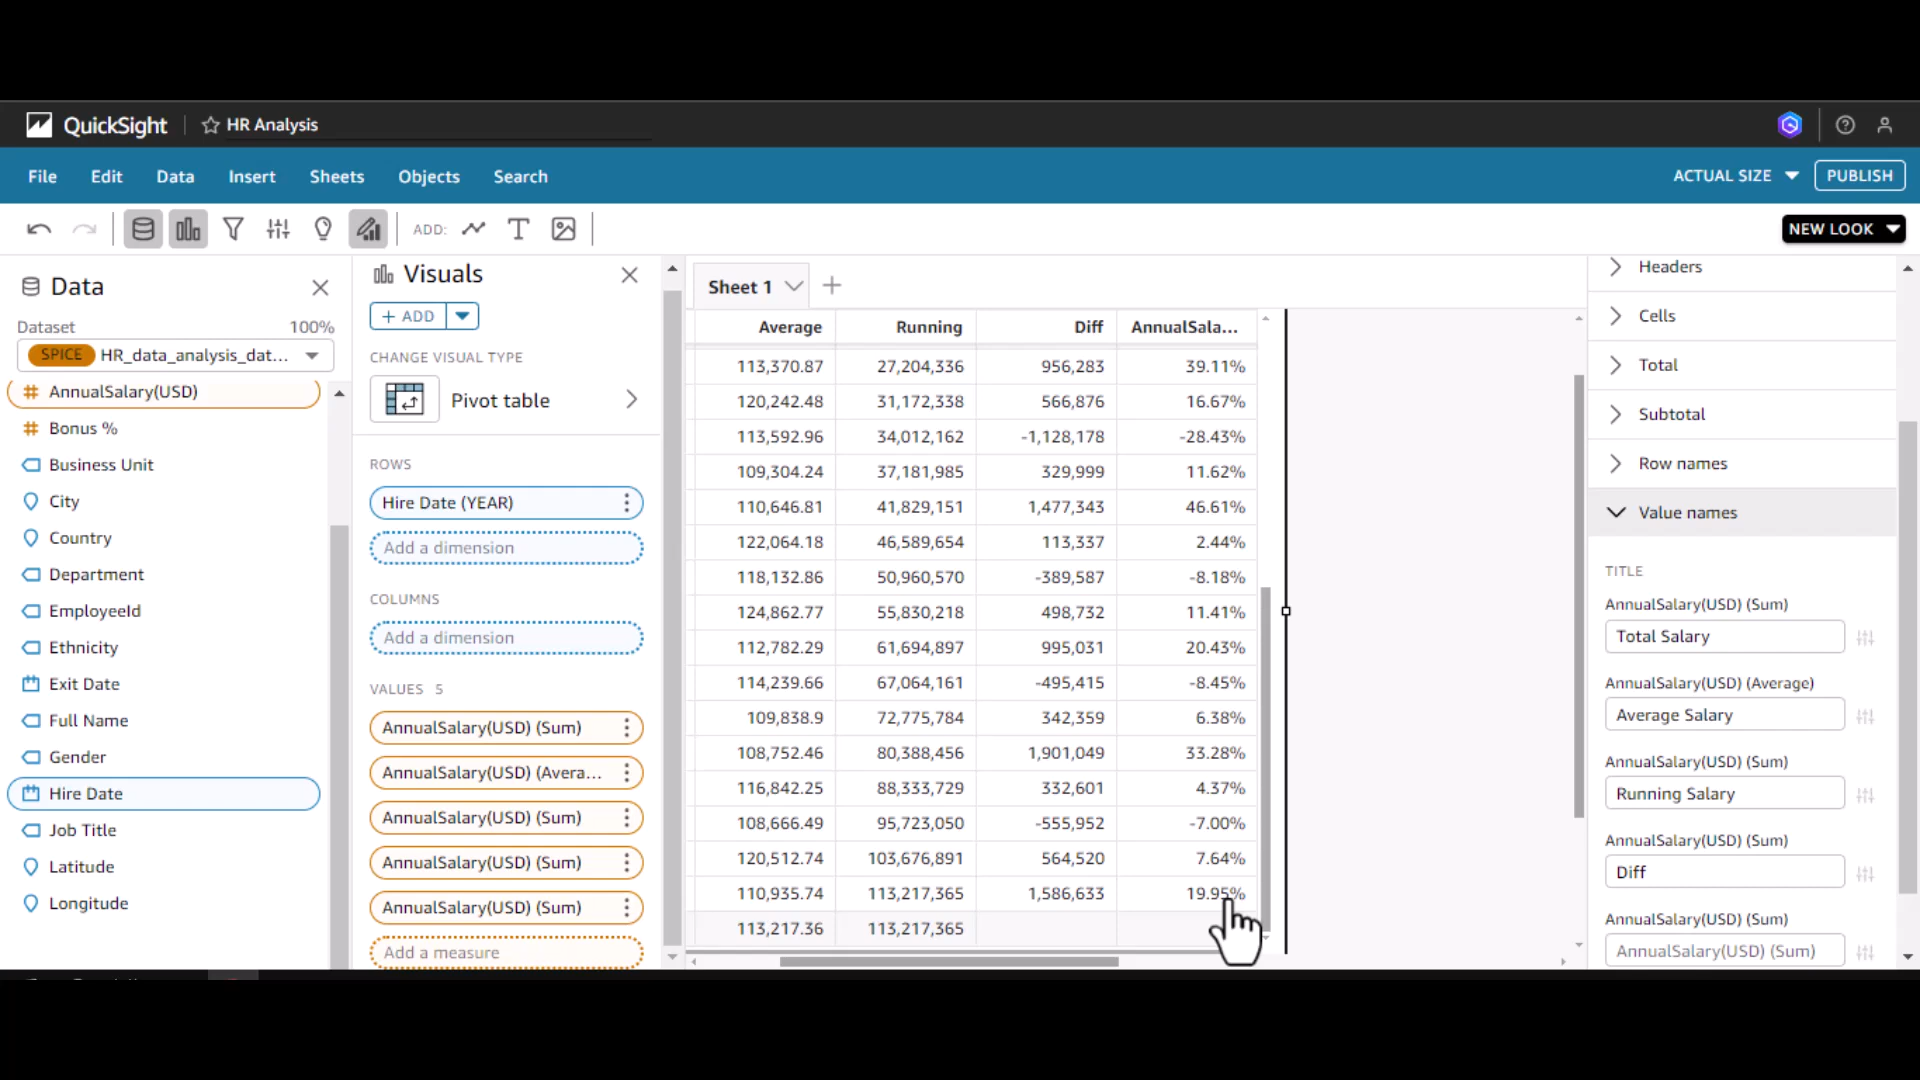 QuickSight
HR Analysis
File Edit Data Insert Sheets Objects Search
ACTUAL SIZE
PUBLISH
ADD:
NEW LOOK
Data
Dataset 100%
SPICE HR_data_analysis_dat...
AnnualSalary(USD)
Bonus %
Business Unit
City
Country
Department
EmployeeId
Ethnicity
Exit Date
Full Name
Gender
Hire Date
Job Title
Latitude
Longitude
Visuals
+ ADD
CHANGE VISUAL TYPE
Pivot table
ROWS
Hire Date (YEAR)
Add a dimension
COLUMNS
Add a dimension
VALUES 5
AnnualSalary(USD) (Sum)
AnnualSalary(USD) (Avera...
AnnualSalary(USD) (Sum)
AnnualSalary(USD) (Sum)
AnnualSalary(USD) (Sum)
Add a measure
Sheet 1
Average Running Diff AnnualSala...
113,370.87 27,204,336 956,283 39.11%
120,242.48 31,172,338 566,876 16.67%
113,592.96 34,012,162 -1,128,178 -28.43%
109,304.24 37,181,985 329,999 11.62%
110,646.81 41,829,151 1,477,343 46.61%
122,064.18 46,589,654 113,337 2.44%
118,132.86 50,960,570 -389,587 -8.18%
124,862.77 55,830,218 498,732 11.41%
112,782.29 61,694,897 995,031 20.43%
114,239.66 67,064,161 -495,415 -8.45%
109,838.9 72,775,784 342,359 6.38%
108,752.46 80,388,456 1,901,049 33.28%
116,842.25 88,333,729 332,601 4.37%
108,666.49 95,723,050 -555,952 -7.00%
120,512.74 103,676,891 564,520 7.64%
110,935.74 113,217,365 1,586,633 19.95%
113,217.36 113,217,365
Headers
Cells
Total
Subtotal
Row names
Value names
TITLE
AnnualSalary(USD) (Sum)
Total Salary
AnnualSalary(USD) (Average)
Average Salary
AnnualSalary(USD) (Sum)
Running Salary
AnnualSalary(USD) (Sum)
Diff
AnnualSalary(USD) (Sum)
AnnualSalary(USD) (Sum)